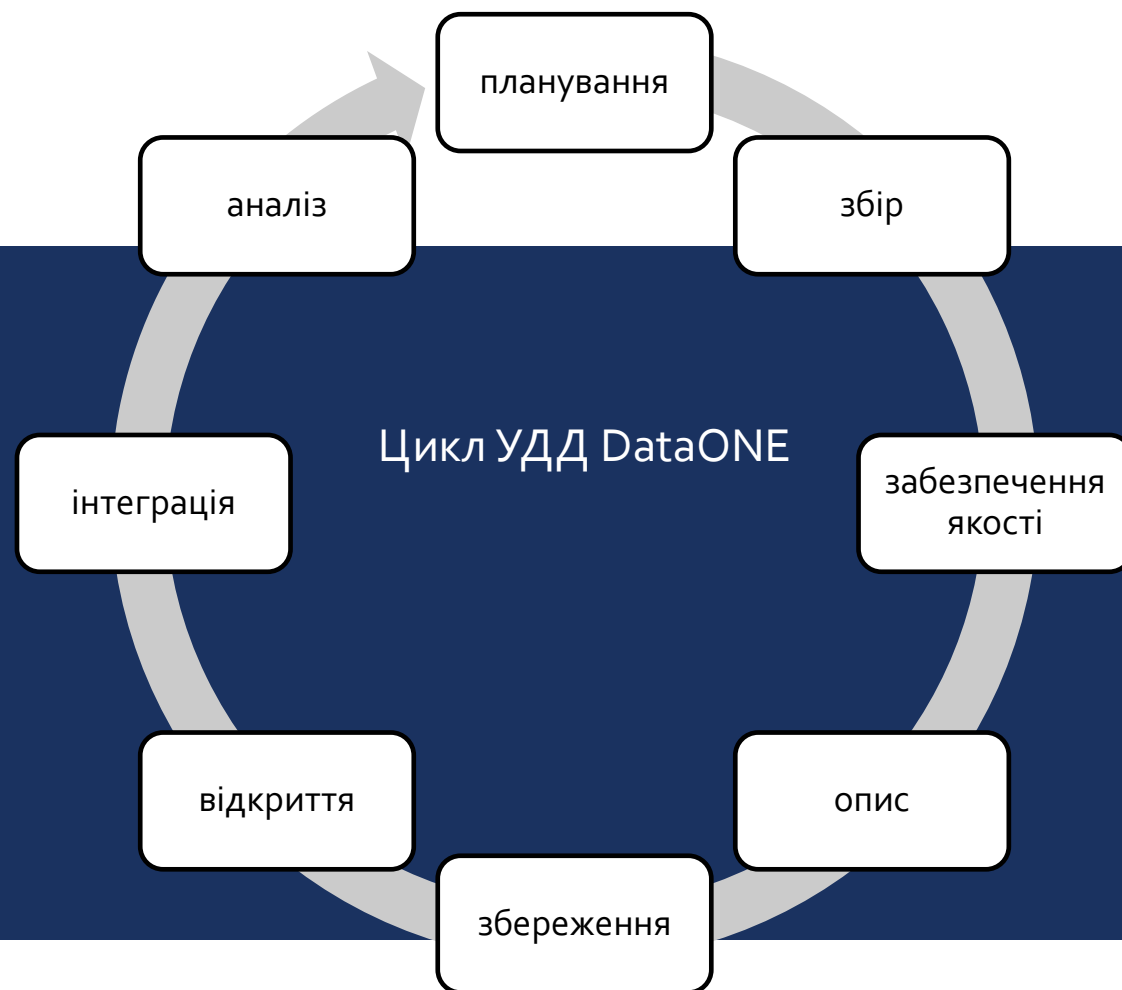 планування
збір
забезпечення
якості
опис
збереження
відкриття
інтеграція
аналіз
Цикл УДД DataONE